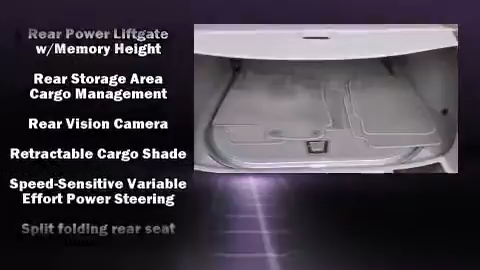 Rear Power Liftgate
w/Memory Height
Rear Storage Area
Cargo Management
Rear Vision Camera
Retractable Cargo Shade
Speed-Sensitive Variable
Effort Power Steering
Split folding rear seat